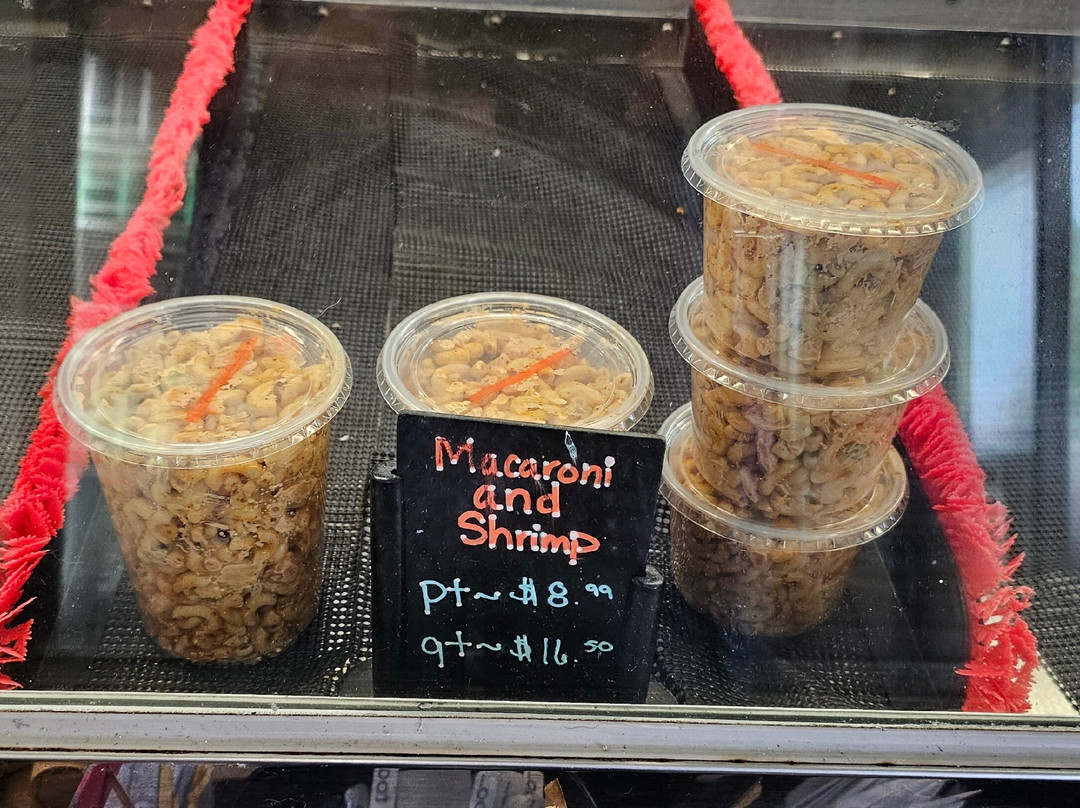 Macaroni
and
Shrimp
pt~ $8.99
qt~ $16.50